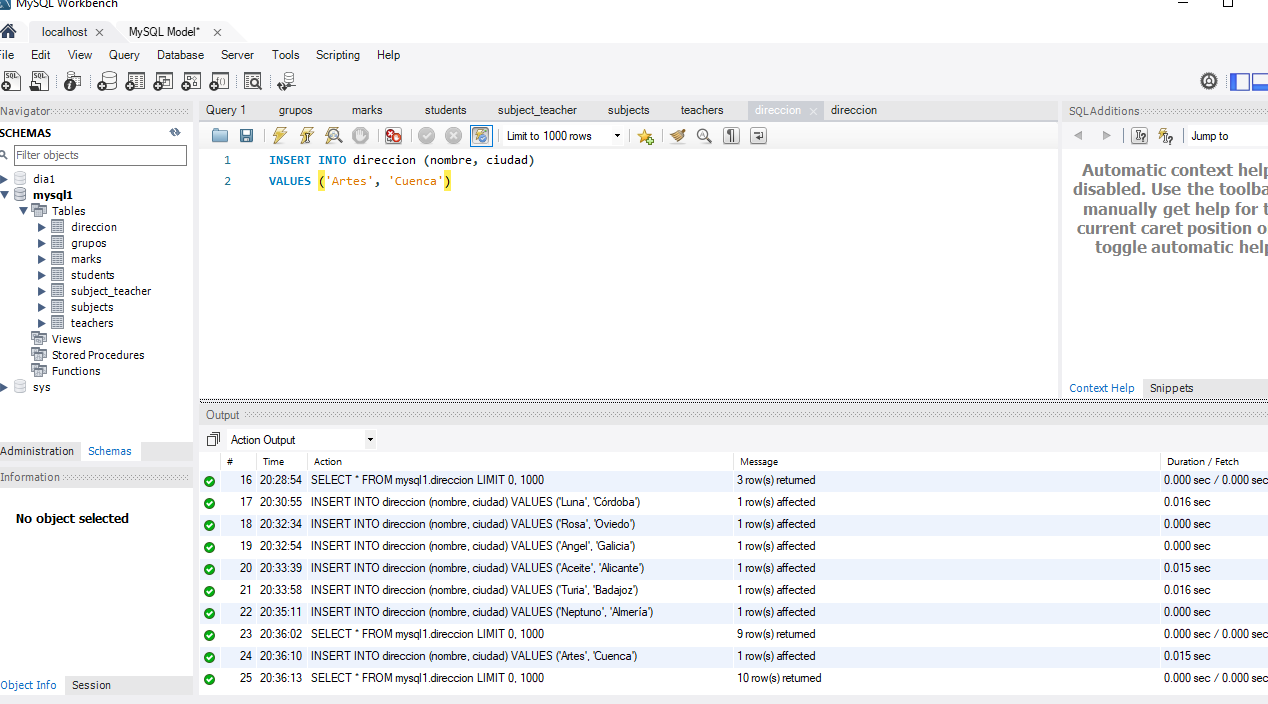 MySQL Workbench
localhost
MySQL Model*
File Edit View Query Database Server Tools Scripting Help
Navigator
SCHEMAS
Filter objects
dia1
mysql1
Tables
direccion
grupos
marks
students
subject_teacher
subjects
teachers
Views
Stored Procedures
Functions
sys
Administration Schemas
Information
No object selected
Object Info Session
Query 1 grupos marks students subject_teacher subjects teachers direccion direccion
Limit to 1000 rows
1 INSERT INTO direccion (nombre, ciudad)
2 VALUES ('Artes', 'Cuenca')
SQLAdditions
Jump to
Automatic context help
disabled. Use the toolba
manually get help for t
current caret position o
toggle automatic help
Context Help Snippets
Output
Action Output
# Time Action Message Duration / Fetch
16 20:28:54 SELECT * FROM mysql1.direccion LIMIT 0, 1000 3 row(s) returned 0.000 sec / 0.000 sec
17 20:30:55 INSERT INTO direccion (nombre, ciudad) VALUES ('Luna', 'Córdoba') 1 row(s) affected 0.016 sec
18 20:32:34 INSERT INTO direccion (nombre, ciudad) VALUES ('Rosa', 'Oviedo') 1 row(s) affected 0.000 sec
19 20:32:54 INSERT INTO direccion (nombre, ciudad) VALUES ('Angel', 'Galicia') 1 row(s) affected 0.000 sec
20 20:33:39 INSERT INTO direccion (nombre, ciudad) VALUES ('Aceite', 'Alicante') 1 row(s) affected 0.015 sec
21 20:33:58 INSERT INTO direccion (nombre, ciudad) VALUES ('Turia', 'Badajoz') 1 row(s) affected 0.016 sec
22 20:35:11 INSERT INTO direccion (nombre, ciudad) VALUES ('Neptuno', 'Almería') 1 row(s) affected 0.000 sec
23 20:36:02 SELECT * FROM mysql1.direccion LIMIT 0, 1000 9 row(s) returned 0.000 sec / 0.000 sec
24 20:36:10 INSERT INTO direccion (nombre, ciudad) VALUES ('Artes', 'Cuenca') 1 row(s) affected 0.015 sec
25 20:36:13 SELECT * FROM mysql1.direccion LIMIT 0, 1000 10 row(s) returned 0.000 sec / 0.000 sec